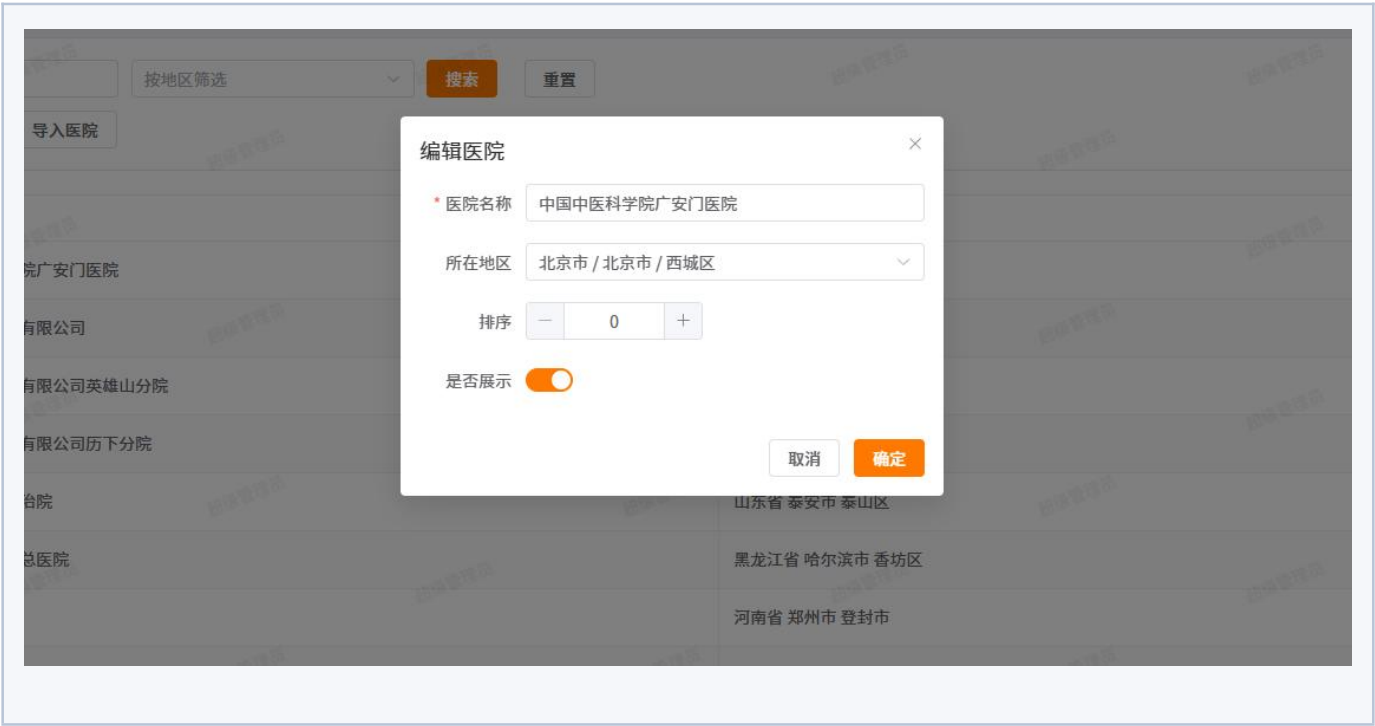 按地区筛选
搜索
重置
导入医院
编辑医院
* 医院名称 中国中医科学院广安门医院
所在地区 北京市 / 北京市 / 西城区
排序 0
是否展示
取消 确定
院广安门医院
有限公司
有限公司英雄山分院
有限公司历下分院
治院
山东省 泰安市 泰山区
总医院
黑龙江省 哈尔滨市 香坊区
河南省 郑州市 登封市
超级管理员